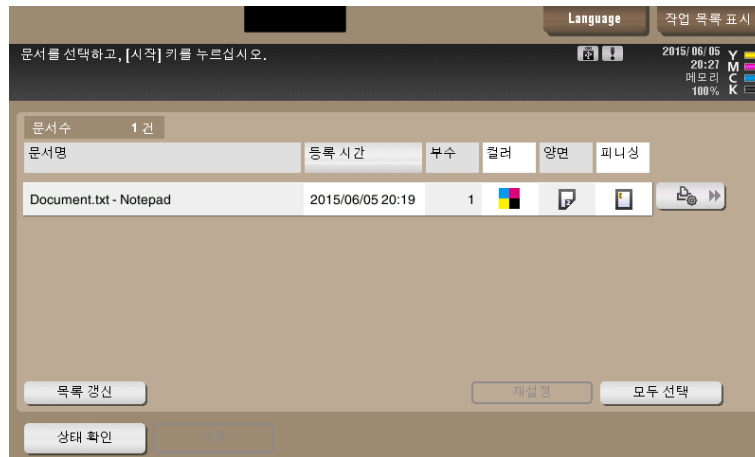 Language
작업 목록 표시
문서를 선택하고, [시작] 키를 누르십시오.
2015/06/05
20:27
메모리
100%
Y
M
C
K
문서수 1 건
문서명 등록 시간 부수 컬러 양면 피니싱
Document.txt - Notepad 2015/06/05 20:19 1
목록 갱신 재설정 모두 선택
상태 확인